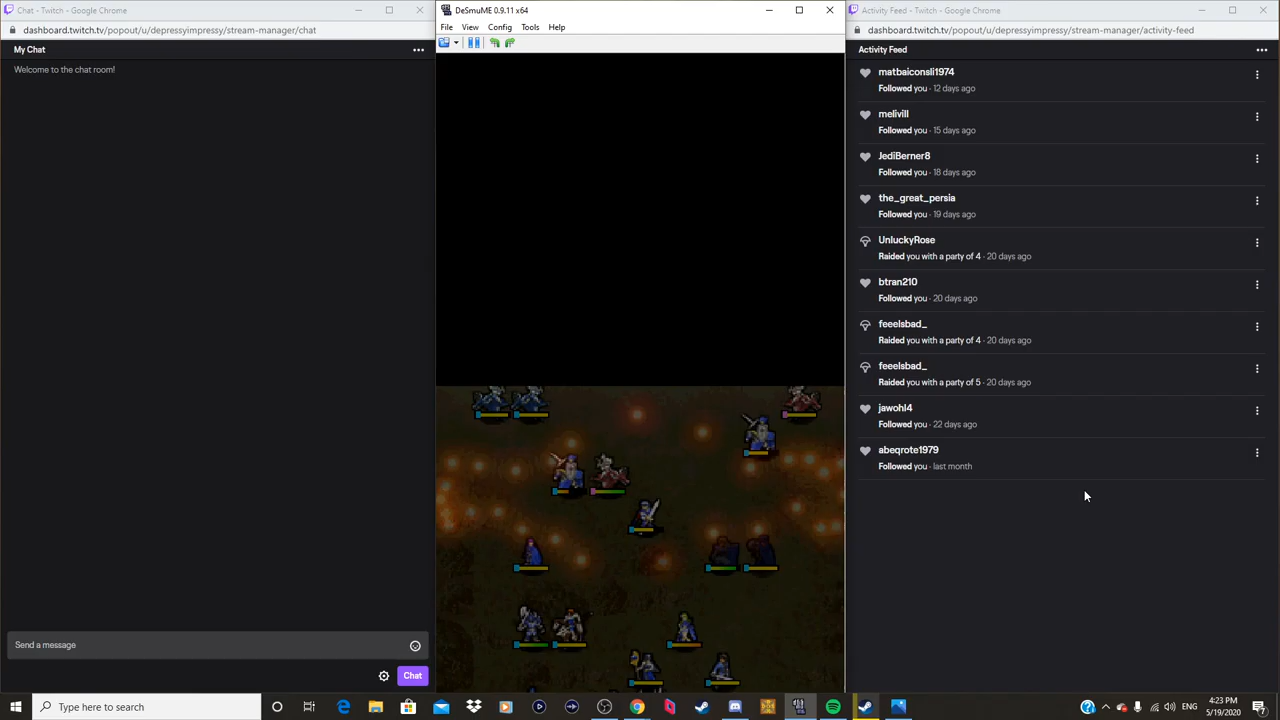 Chat - Twitch - Google Chrome
dashboard.twitch.tv/popout/u/depressyimpressy/stream-manager/chat
My Chat
Welcome to the chat room!
Send a message
Chat
DeSmuME 0.9.11 x64
File View Config Tools Help
Activity Feed - Twitch - Google Chrome
dashboard.twitch.tv/popout/u/depressyimpressy/stream-manager/activity-feed
Activity Feed
matbaiconsli1974
Followed you · 12 days ago
melivill
Followed you · 15 days ago
JediBerner8
Followed you · 18 days ago
the_great_persia
Followed you · 19 days ago
UnluckyRose
Raided you with a party of 4 · 20 days ago
btran210
Followed you · 20 days ago
feeelsbad_
Raided you with a party of 4 · 20 days ago
feeelsbad_
Raided you with a party of 5 · 20 days ago
jawohl4
Followed you · 22 days ago
abeqrote1979
Followed you · last month
Type here to search
4:23 PM
5/19/2020